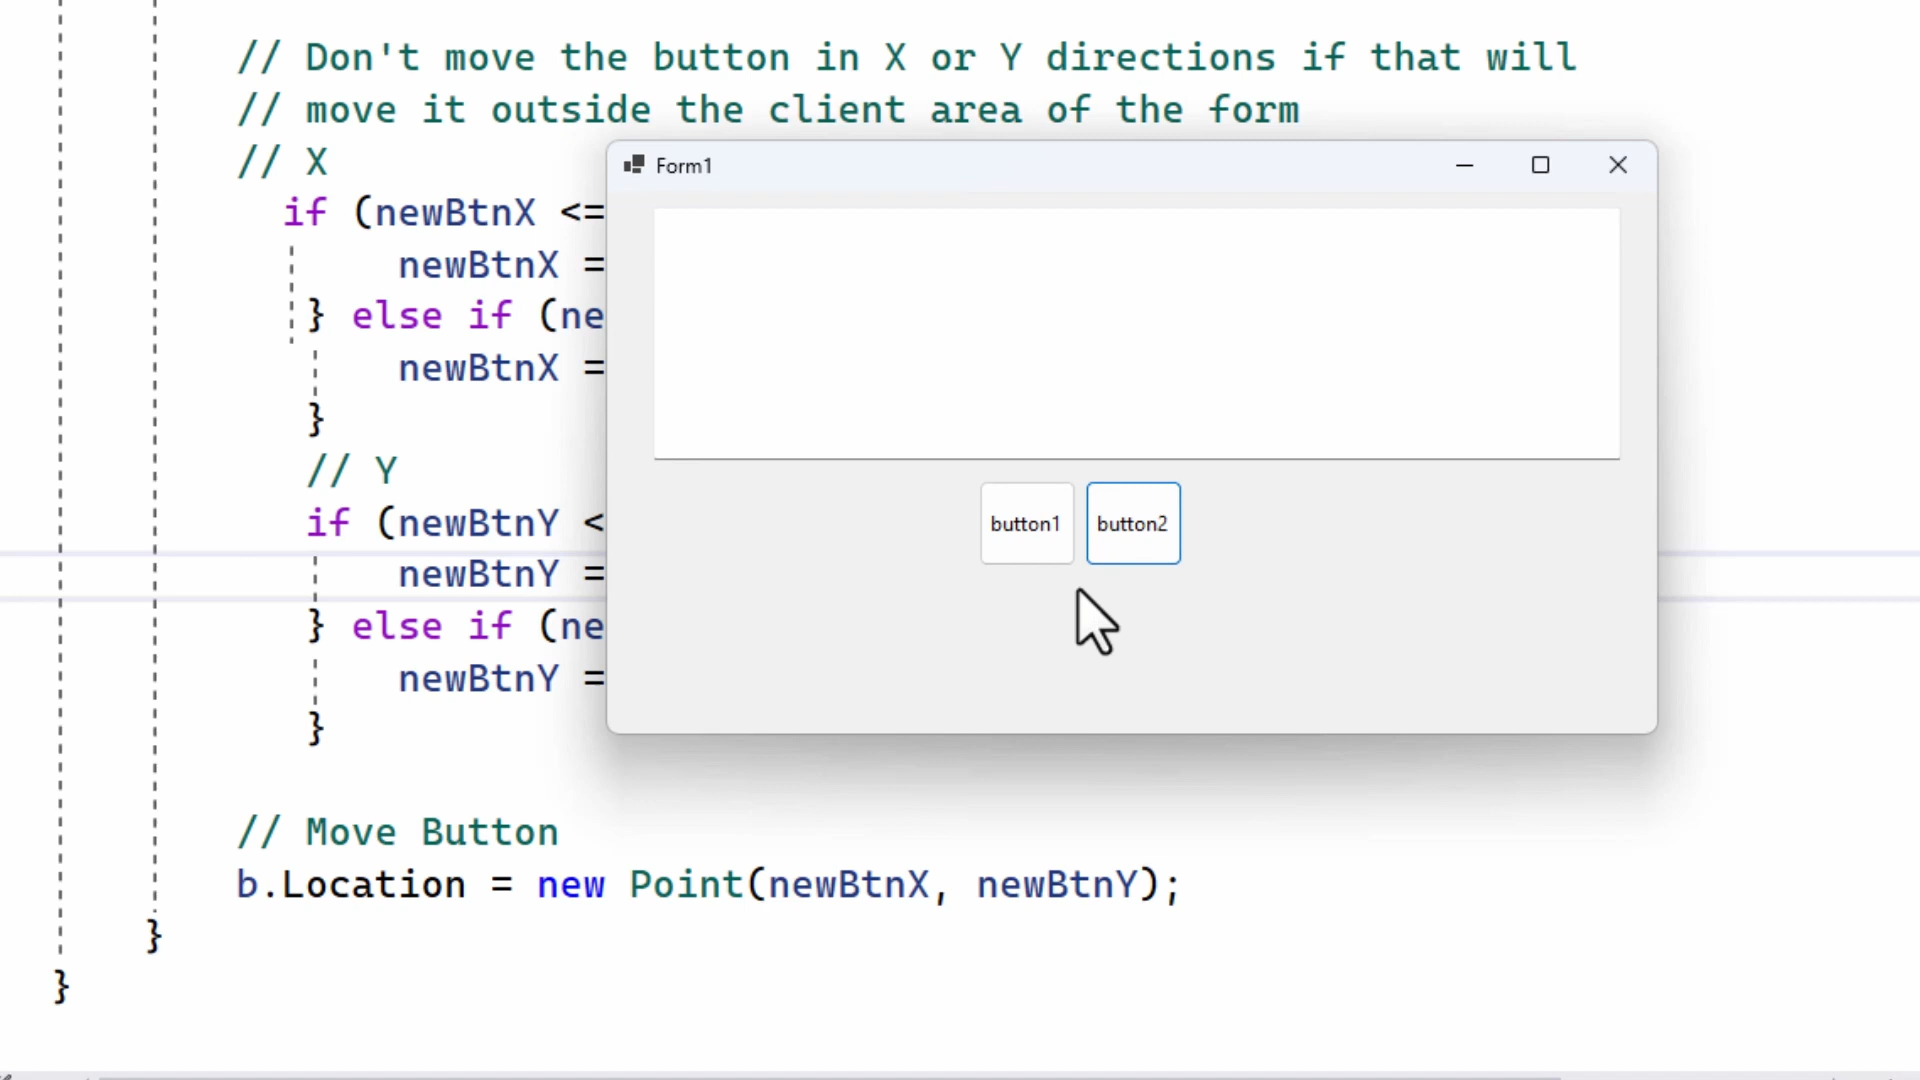 // Don't move the button in X or Y directions if that will
// move it outside the client area of the form
// X
if (newBtnX <=
newBtnX =
} else if (ne
newBtnX =
}
// Y
if (newBtnY <
newBtnY =
} else if (ne
newBtnY =
}
// Move Button
b.Location = new Point(newBtnX, newBtnY);
}
}
Form1
button1
button2